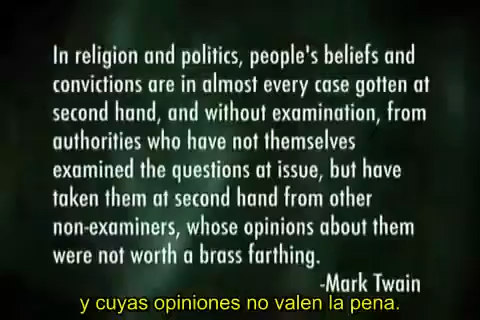 In religion and politics, people's beliefs and
convictions are in almost every case gotten at
second hand, and without examination, from
authorities who have not themselves
examined the questions at issue, but have
taken them at second hand from other
non-examiners, whose opinions about them
were not worth a brass farthing.
-Mark Twain
y cuyas opiniones no valen la pena.